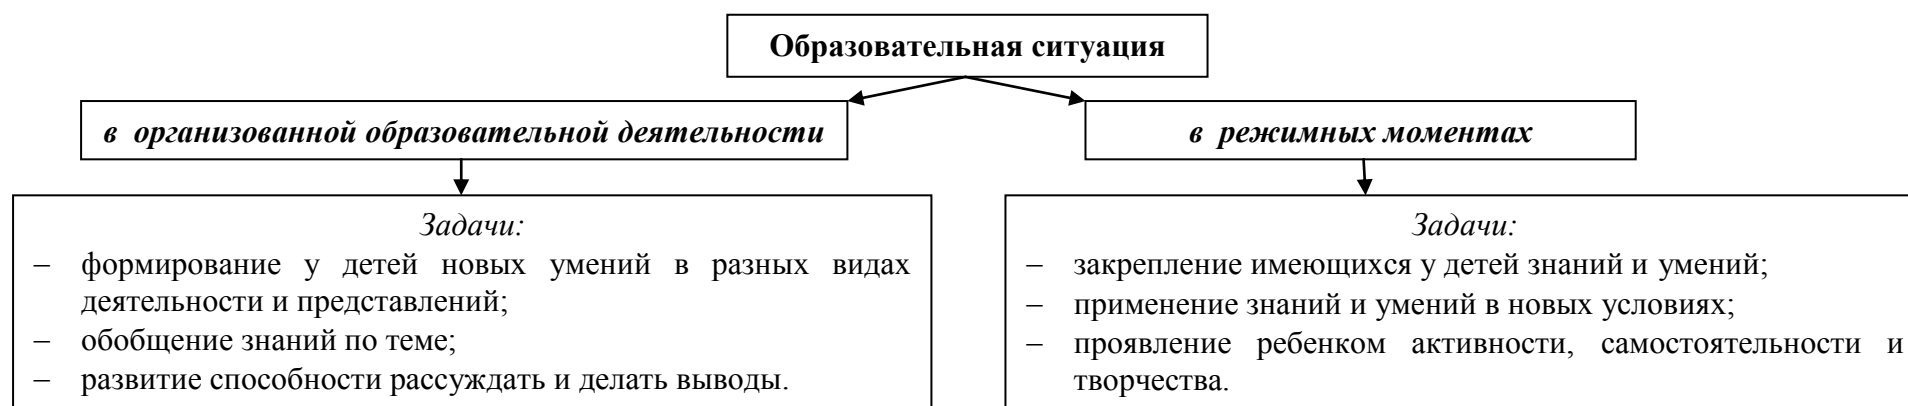 Образовательная ситуация
в организованной образовательной деятельности
в режимных моментах
Задачи:
– формирование у детей новых умений в разных видах
деятельности и представлений;
– обобщение знаний по теме;
– развитие способности рассуждать и делать выводы.
Задачи:
– закрепление имеющихся у детей знаний и умений;
– применение знаний и умений в новых условиях;
– проявление ребенком активности, самостоятельности и
творчества.